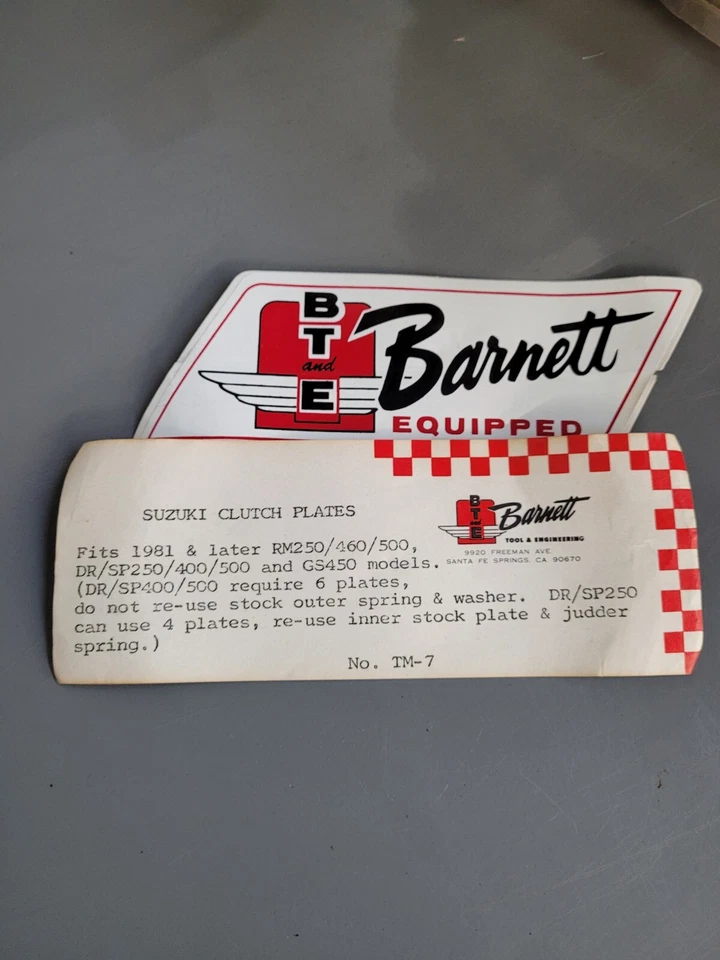 B
T
and
E
Barnett
EQUIPPED
SUZUKI CLUTCH PLATES
B
T
and
E
Barnett
TOOL & ENGINEERING
9920 FREEMAN AVE.
SANTA FE SPRINGS, CA 90670
Fits 1981 & later RM250/460/500,
DR/SP250/400/500 and GS450 models.
(DR/SP400/500 require 6 plates,
do not re-use stock outer spring & washer. DR/SP250
can use 4 plates, re-use inner stock plate & judder
spring.)
No. TM-7